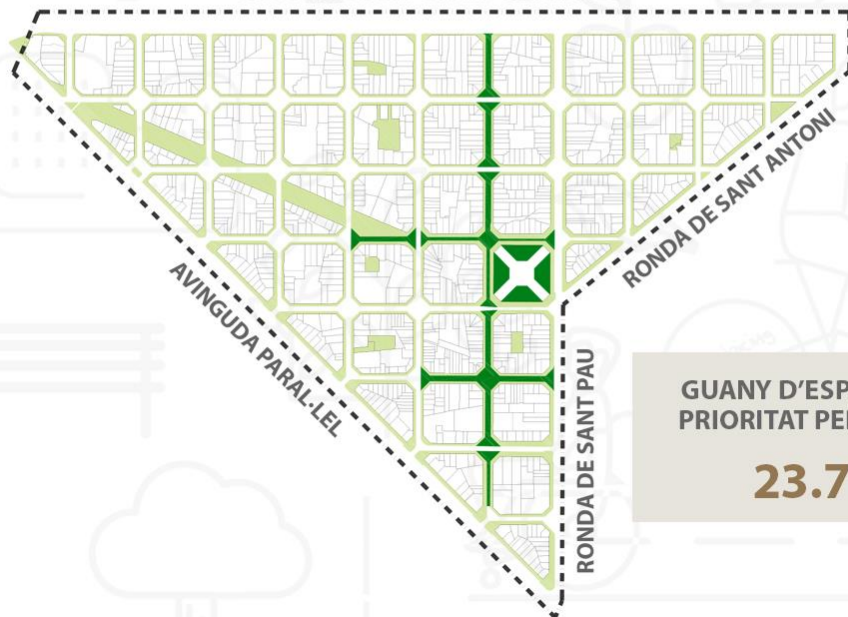 RONDA DE SANT ANTONI
AVINGUDA PARAL·LEL
RONDA DE SANT PAU
GUANY D'ESP
PRIORITAT PE
23.7